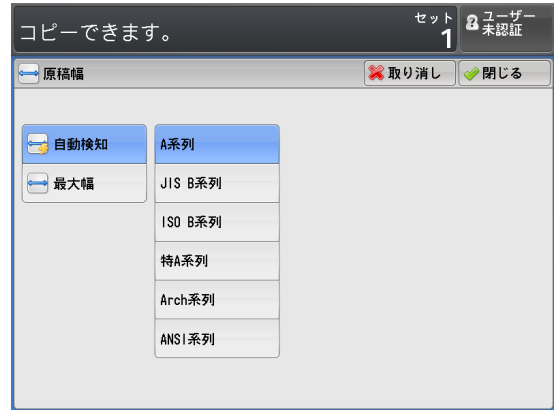 コピーできます。
セット
1
ユーザー
未認証
原稿幅
取り消し
閉じる
自動検知
最大幅
A系列
JIS B系列
ISO B系列
特A系列
Arch系列
ANSI系列